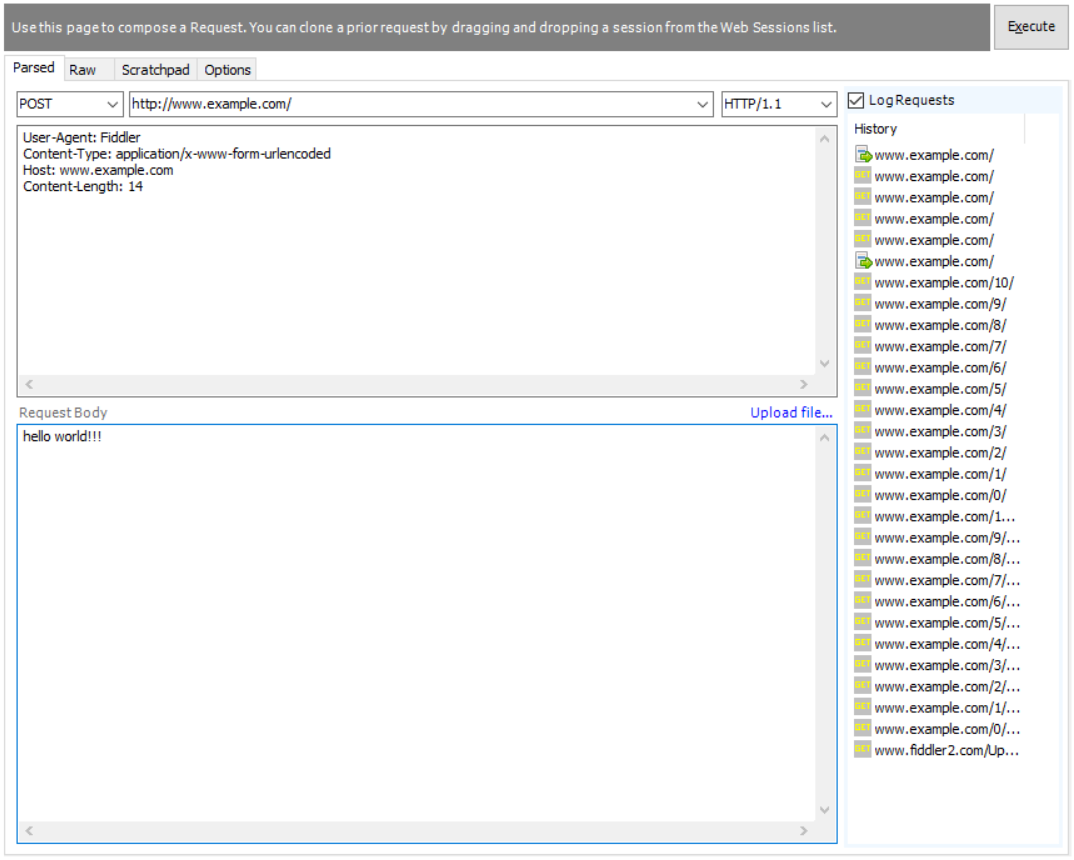 Use this page to compose a Request. You can clone a prior request by dragging and dropping a session from the Web Sessions list.
Execute
Parsed Raw Scratchpad Options
POST http://www.example.com/ HTTP/1.1
User-Agent: Fiddler
Content-Type: application/x-www-form-urlencoded
Host: www.example.com
Content-Length: 14
Request Body Upload file...
hello world!!!
Log Requests
History
www.example.com/
GET www.example.com/
GET www.example.com/
GET www.example.com/
GET www.example.com/
www.example.com/
GET www.example.com/10/
GET www.example.com/9/
GET www.example.com/8/
GET www.example.com/7/
GET www.example.com/6/
GET www.example.com/5/
GET www.example.com/4/
GET www.example.com/3/
GET www.example.com/2/
GET www.example.com/1/
GET www.example.com/0/
GET www.example.com/1...
GET www.example.com/9/...
GET www.example.com/8/...
GET www.example.com/7/...
GET www.example.com/6/...
GET www.example.com/5/...
GET www.example.com/4/...
GET www.example.com/3/...
GET www.example.com/2/...
GET www.example.com/1/...
GET www.example.com/0/...
GET www.fiddler2.com/Up...